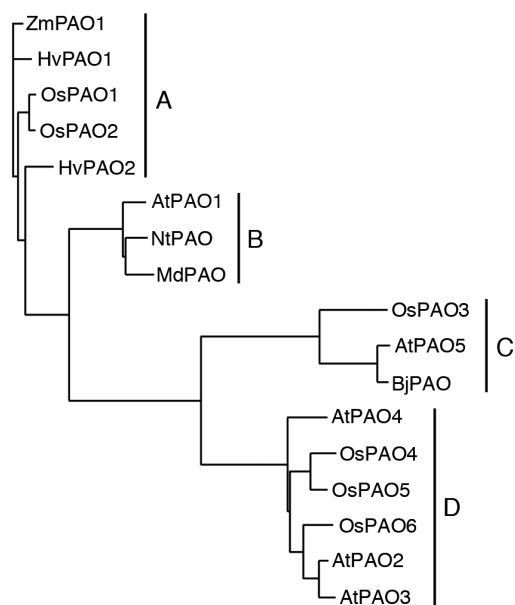 ZmPAO1
HvPAO1
A
OsPAO1
OsPAO2
HvPAO2
AtPAO1
NtPAO
B
MdPAO
OsPAO3
AtPAO5
C
BjPAO
AtPAO4
OsPAO4
OsPAO5
D
OsPAO6
AtPAO2
AtPAO3